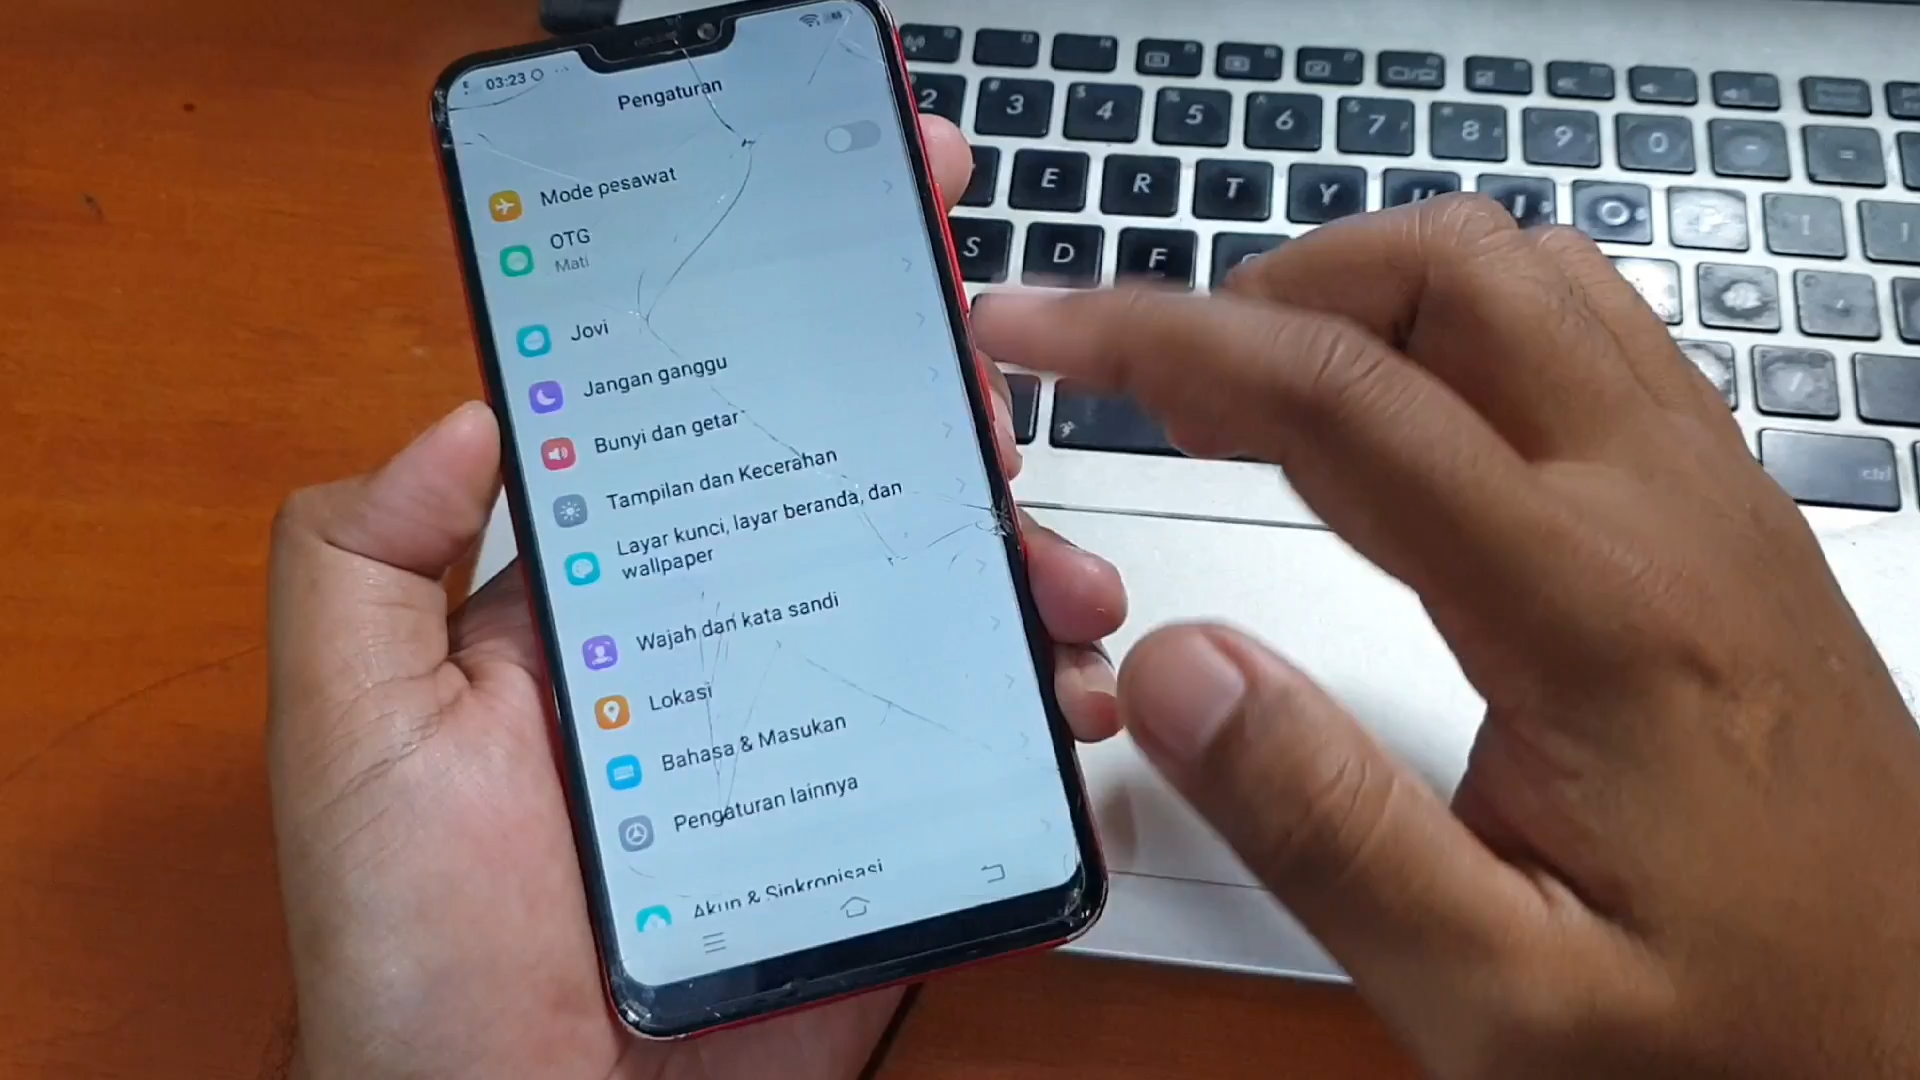 03:23
Pengaturan
Mode pesawat
OTG
Mati
Jovi
Jangan ganggu
Bunyi dan getar
Tampilan dan Kecerahan
Layar kunci, layar beranda, dan
wallpaper
Wajah dan kata sandi
Lokasi
Bahasa & Masukan
Pengaturan lainnya
Akun & Sinkronisasi
2 3 4 5 6 7 8 9 0 - =
E R T Y U I O
S D F
ctrl